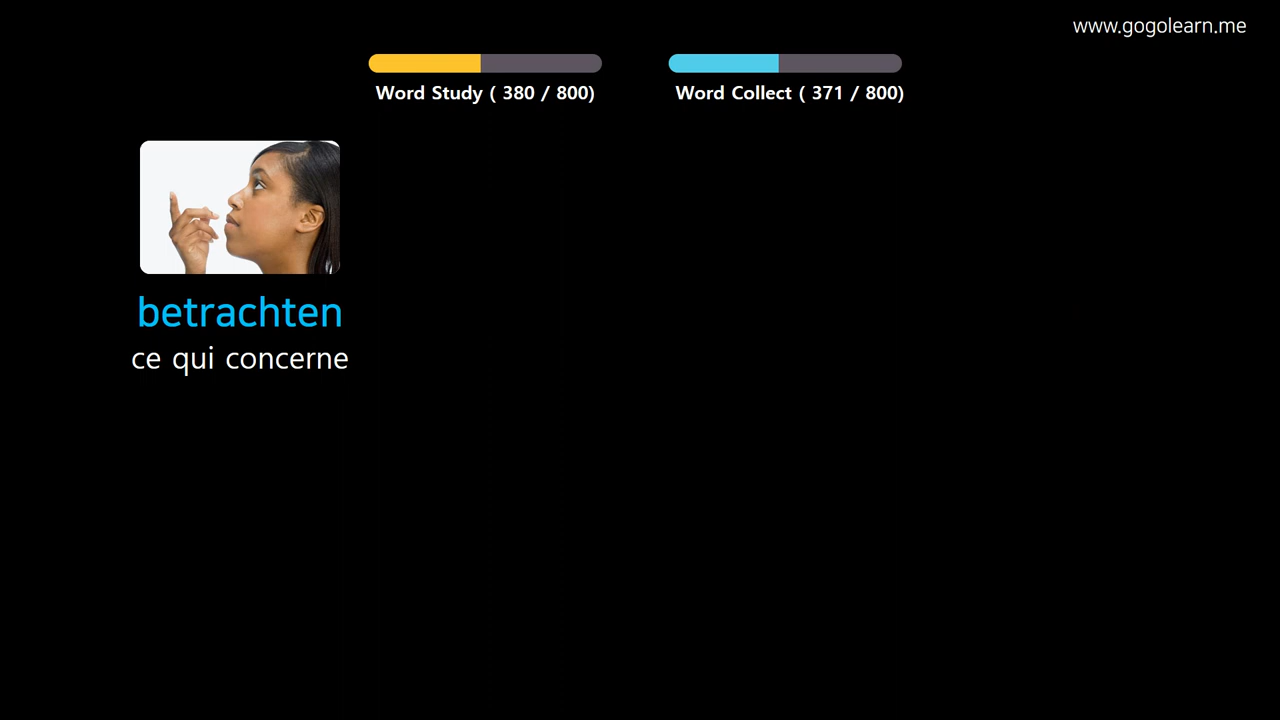 www.gogolearn.me
Word Study ( 380 / 800)
Word Collect ( 371 / 800)
betrachten
ce qui concerne